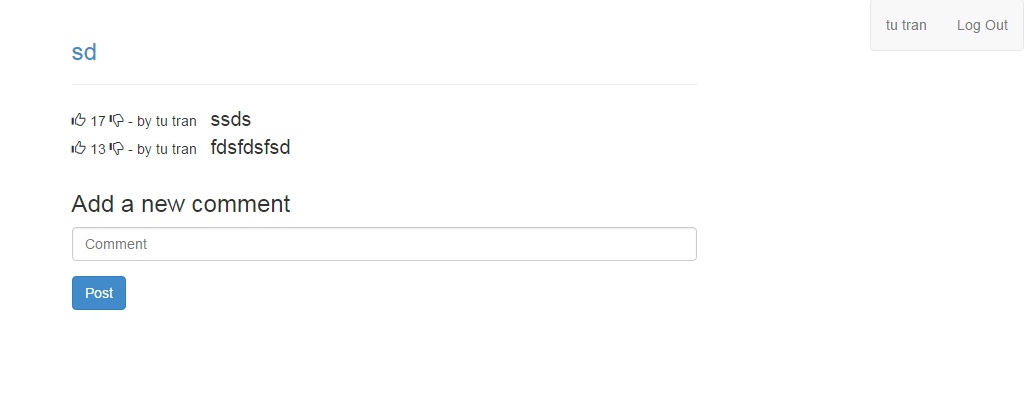 tu tran Log Out
sd
17 - by tu tran ssds
13 - by tu tran fdsfdsfsd
Add a new comment
Comment
Post